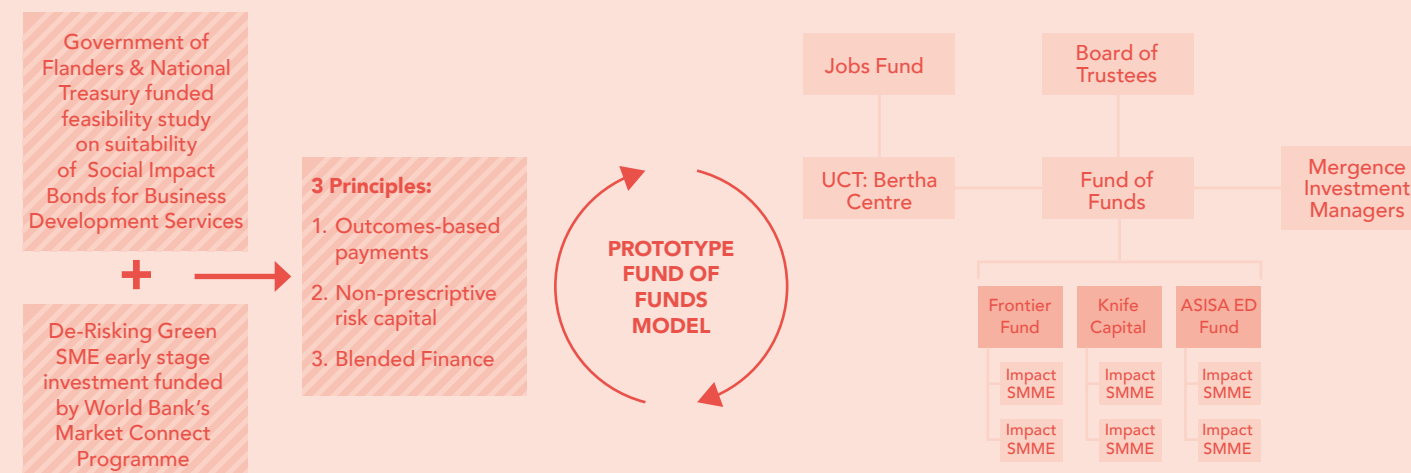 Government of
Flanders & National
Treasury funded
feasibility study
on suitability
of Social Impact
Bonds for Business
Development Services
+
De-Risking Green
SME early stage
investment funded
by World Bank's
Market Connect
Programme
3 Principles:
1. Outcomes-based
payments
2. Non-prescriptive
risk capital
3. Blended Finance
PROTOTYPE
FUND OF
FUNDS
MODEL
Jobs Fund
Board of
Trustees
UCT: Bertha
Centre
Fund of
Funds
Mergence
Investment
Managers
Frontier
Fund
Knife
Capital
ASISA ED
Fund
Impact
SMME
Impact
SMME
Impact
SMME
Impact
SMME
Impact
SMME
Impact
SMME